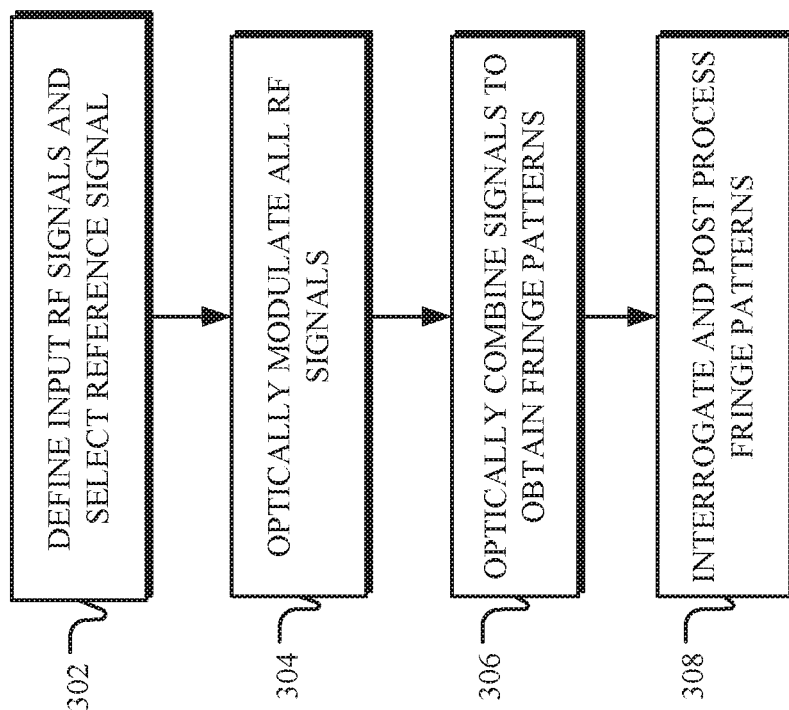 302
DEFINE INPUT RF SIGNALS AND
SELECT REFERENCE SIGNAL
304
OPTICALLY MODULATE ALL RF
SIGNALS
306
OPTICALLY COMBINE SIGNALS TO
OBTAIN FRINGE PATTERNS
308
INTERROGATE AND POST PROCESS
FRINGE PATTERNS